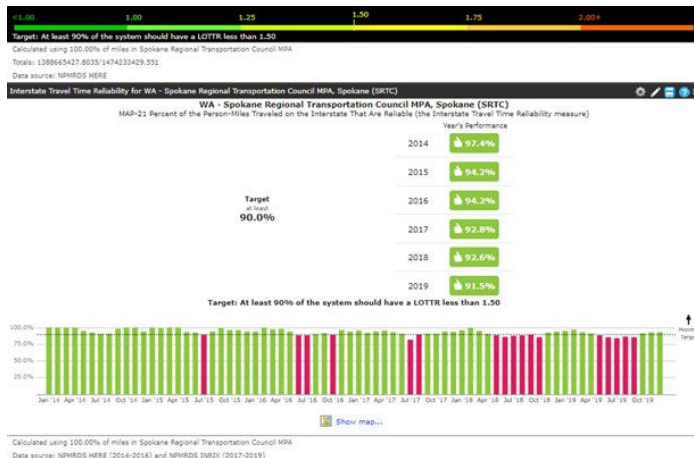 <1.00 1.00 1.25 1.50 1.75 2.00+
Target: At least 90% of the system should have a LOTTR less than 1.50
Calculated using 100.00% of miles in Spokane Regional Transportation Council MPA
Totals: 1388665427.8035/1474233429.551
Data source: NPMRDS HERE
Interstate Travel Time Reliability for WA - Spokane Regional Transportation Council MPA, Spokane (SRTC)
WA - Spokane Regional Transportation Council MPA, Spokane (SRTC)
MAP-21 Percent of the Person-Miles Traveled on the Interstate That Are Reliable (the Interstate Travel Time Reliability measure)
Year's Performance
2014 97.4%
2015 94.2%
Target
at least
90.0%
2016 94.2%
2017 92.8%
2018 92.6%
2019 91.5%
Target: At least 90% of the system should have a LOTTR less than 1.50
100.0%
75.0%
50.0%
25.0%
Jan '14 Apr '14 Jul '14 Oct '14 Jan '15 Apr '15 Jul '15 Oct '15 Jan '16 Apr '16 Jul '16 Oct '16 Jan '17 Apr '17 Jul '17 Oct '17 Jan '18 Apr '18 Jul '18 Oct '18 Jan '19 Apr '19 Jul '19 Oct '19
Show map...
Calculated using 100.00% of miles in Spokane Regional Transportation Council MPA
Data source: NPMRDS HERE (2014-2016) and NPMRDS INRIX (2017-2019)